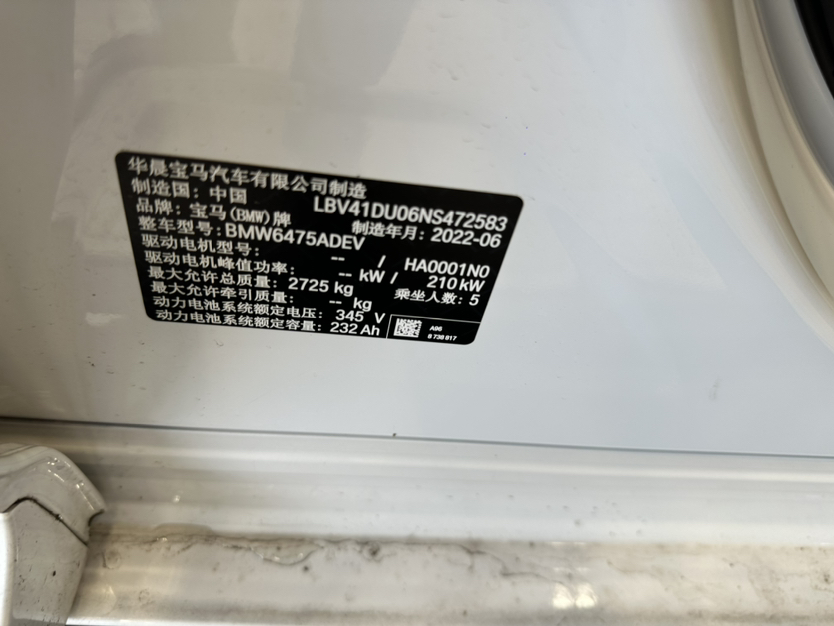 华晨宝马汽车有限公司制造
制造国：中国 LBV41DU06NS472583
品牌：宝马(BMW)牌 制造年月：2022-06
整车型号：BMW6475ADEV
驱动电机型号： -- / HA0001N0
驱动电机峰值功率： -- kW / 210kW
最大允许总质量：2725 kg 乘坐人数：5
最大允许牵引质量： -- kg
动力电池系统额定电压：345 V
动力电池系统额定容量：232 Ah
A96
8 738 817